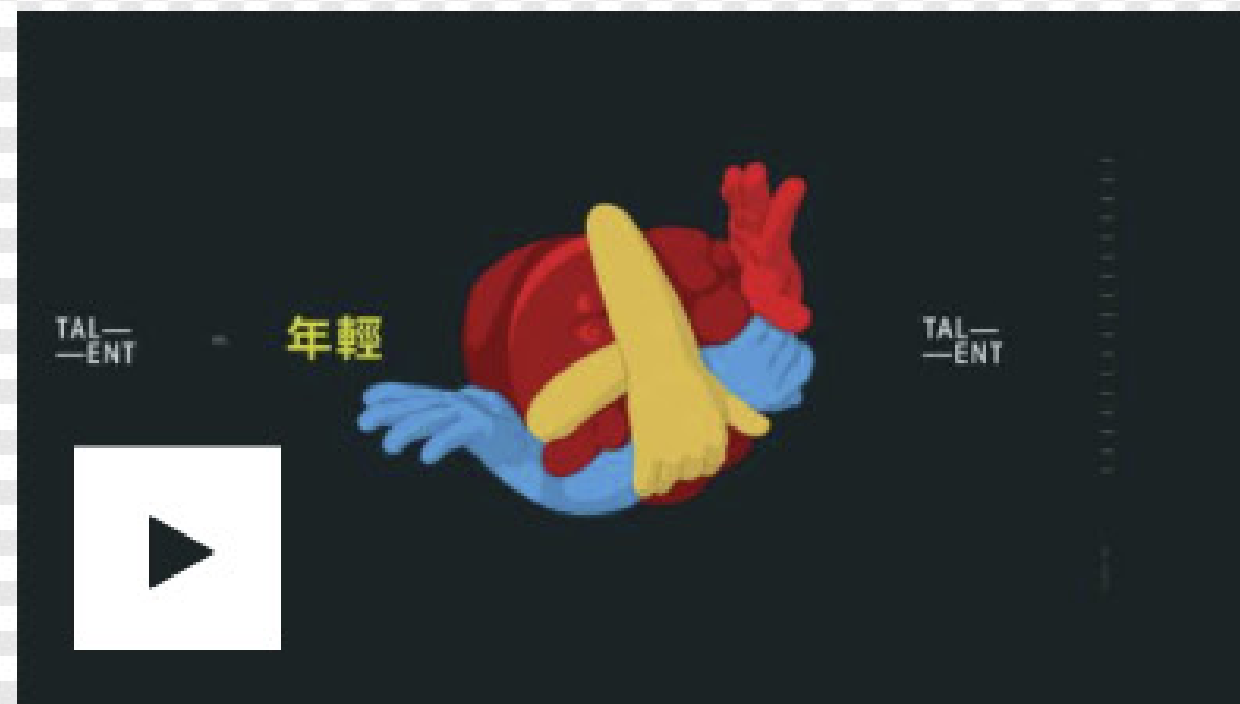 TAL—
—ENT
年輕
TAL—
—ENT